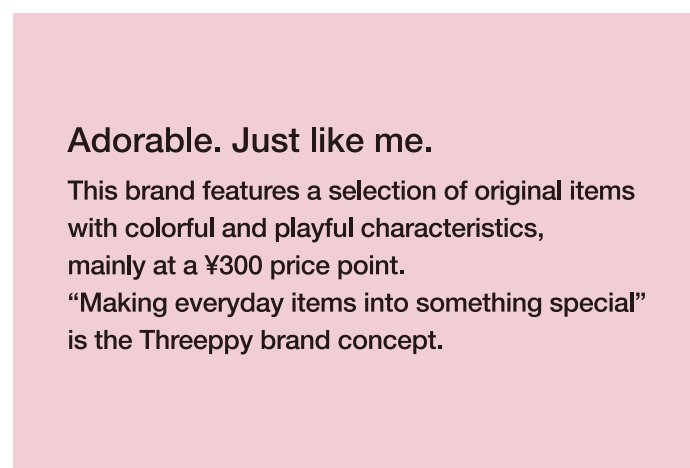 Adorable. Just like me.
This brand features a selection of original items
with colorful and playful characteristics,
mainly at a ¥300 price point.
“Making everyday items into something special”
is the Threeppy brand concept.